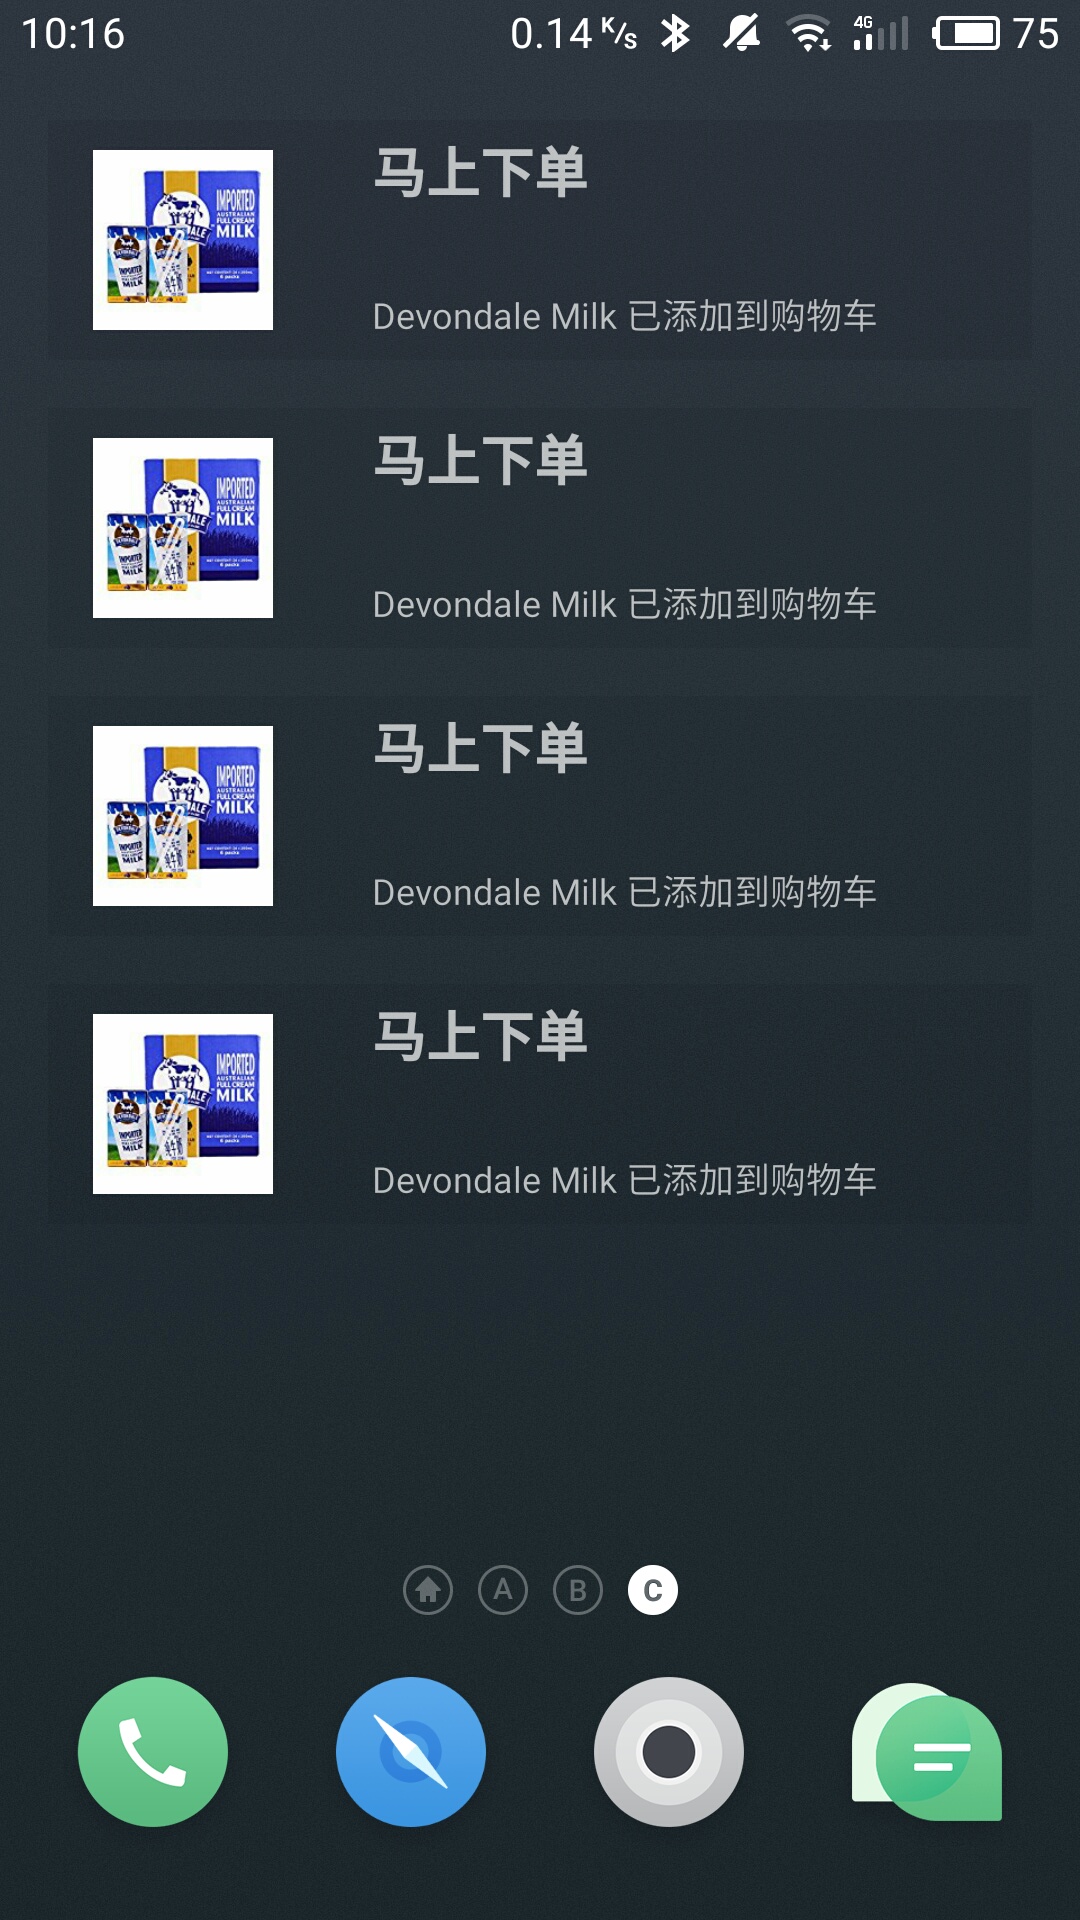 10:16 0.14 K/s 4G 75
马上下单
IMPORTED
AUSTRALIAN
FULL CREAM
MILK
Devondale Milk 已添加到购物车
马上下单
IMPORTED
AUSTRALIAN
FULL CREAM
MILK
Devondale Milk 已添加到购物车
马上下单
IMPORTED
AUSTRALIAN
FULL CREAM
MILK
Devondale Milk 已添加到购物车
马上下单
IMPORTED
AUSTRALIAN
FULL CREAM
MILK
Devondale Milk 已添加到购物车
A B C